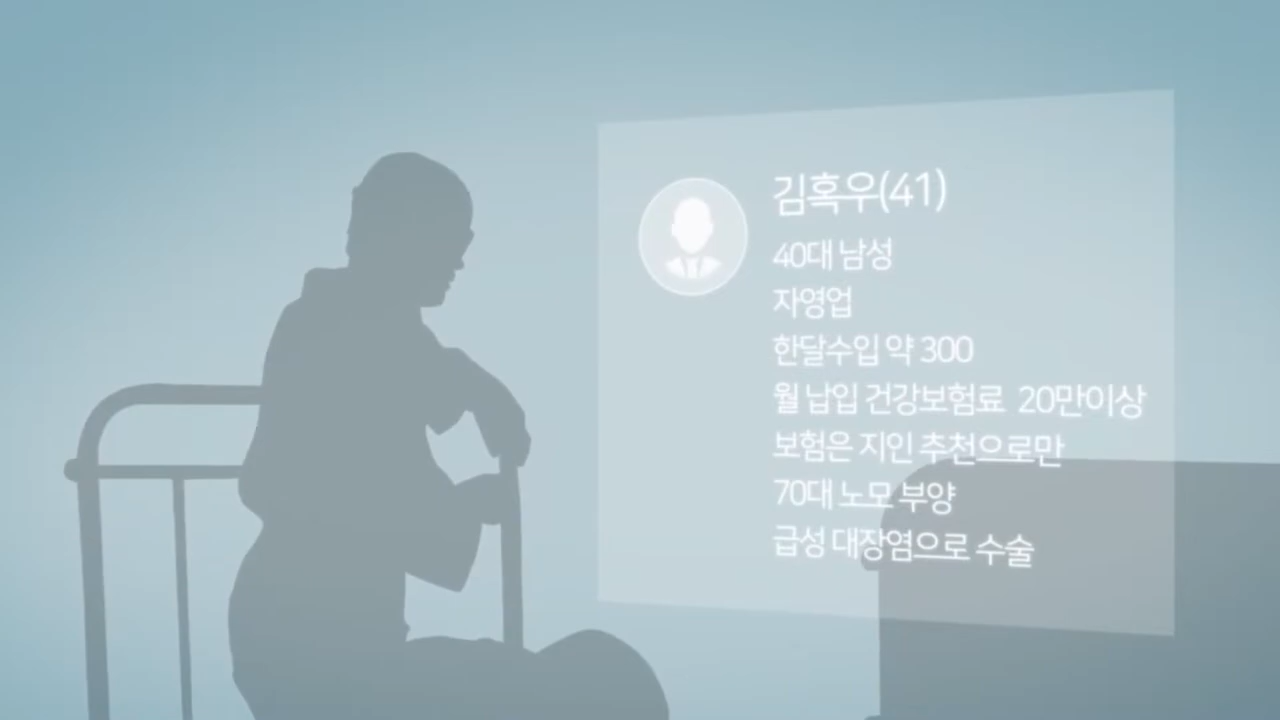 김혹우(41)
40대 남성
자영업
한달수입 약 300
월 납입 건강보험료 20만이상
보험은 지인 추천으로만
70대 노모 부양
급성 대장염으로 수술